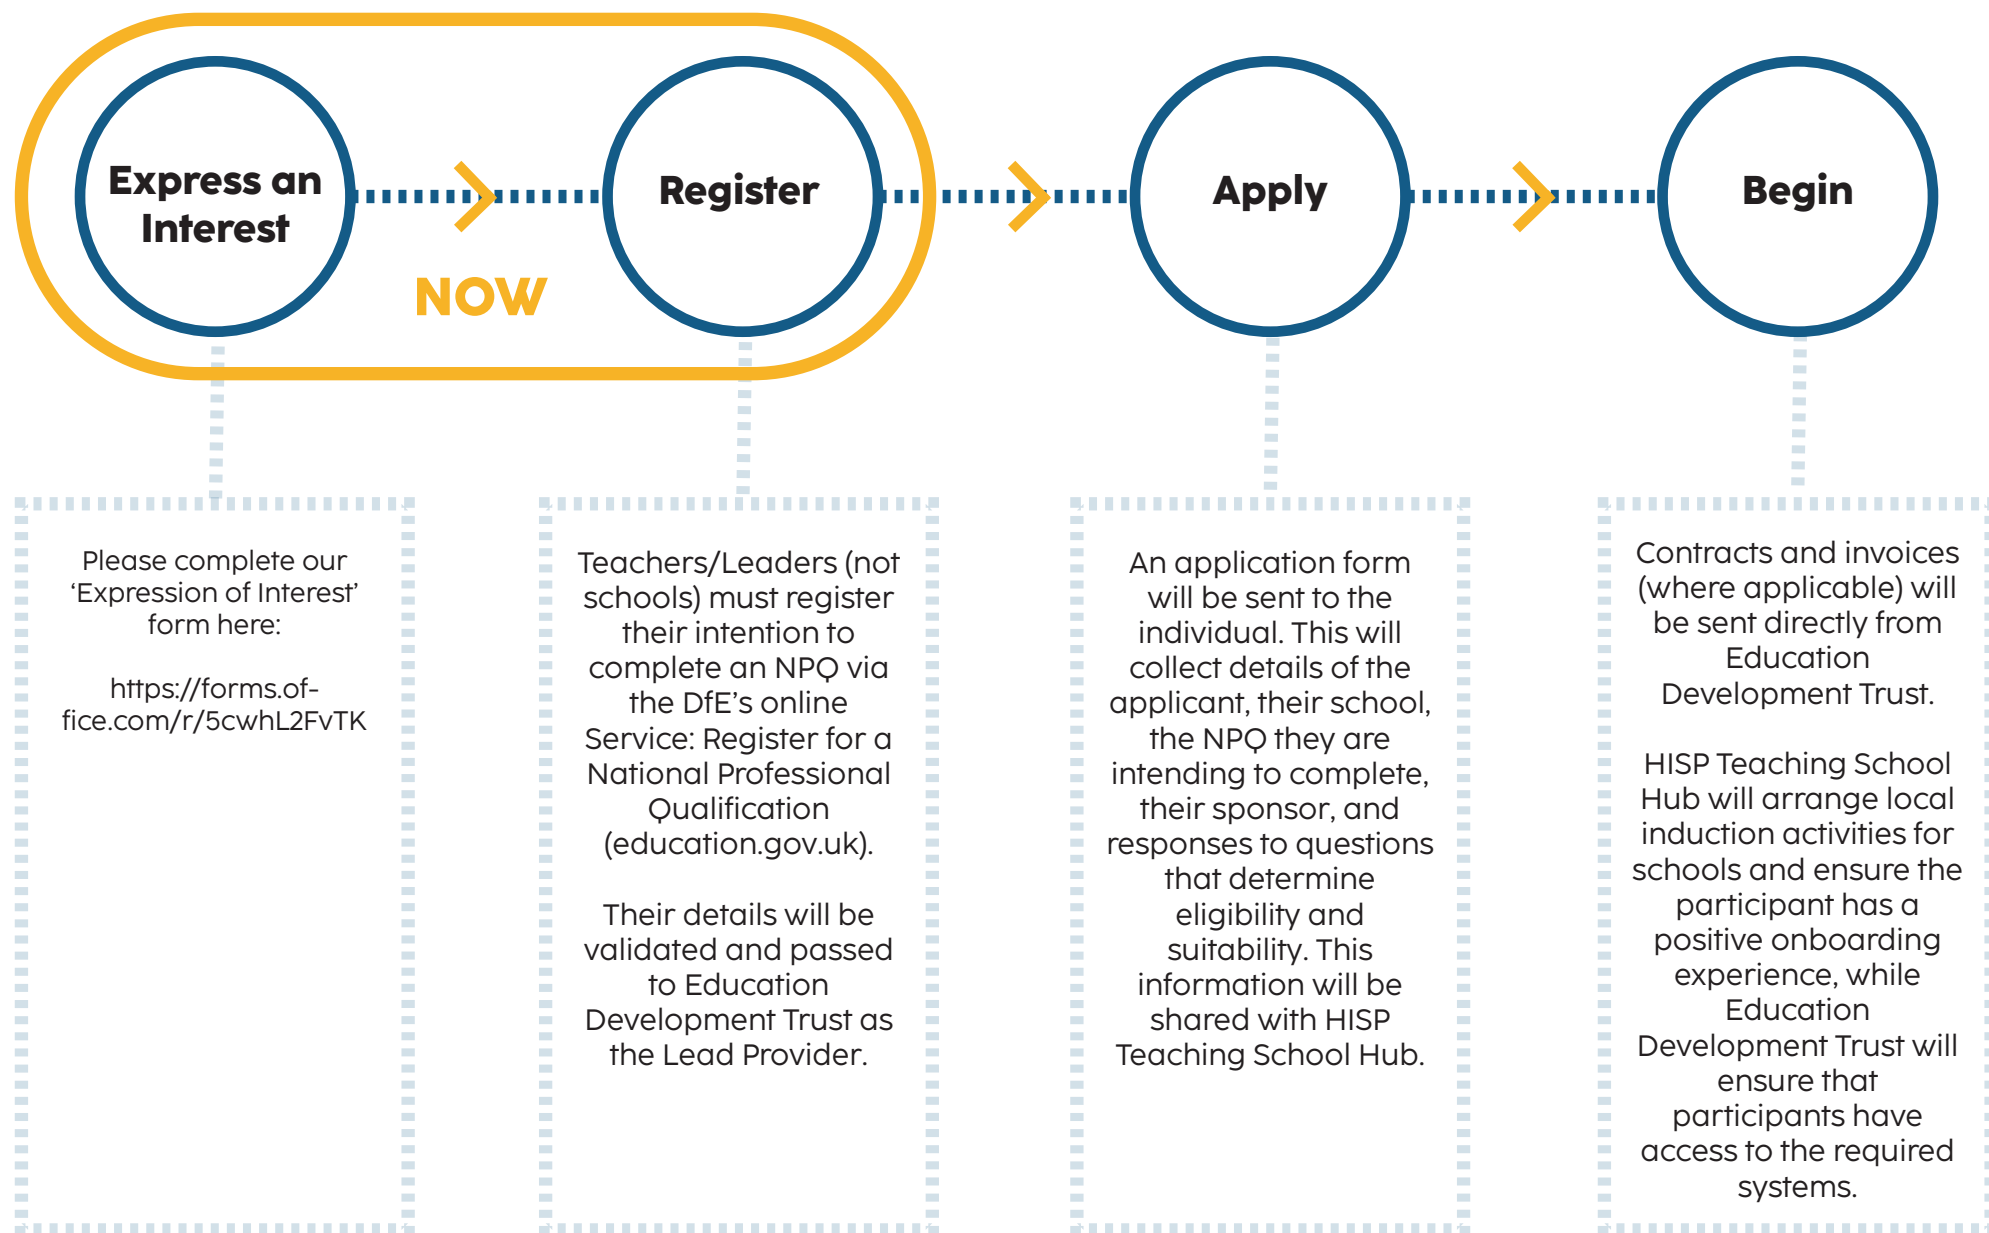 Express an
Interest
NOW
Register
Apply
Begin
Please complete our
‘Expression of Interest’
form here:
https://forms.of-
fice.com/r/5cwhL2FvTK
Teachers/Leaders (not
schools) must register
their intention to
complete an NPQ via
the DfE’s online
Service: Register for a
National Professional
Qualification
(education.gov.uk).
Their details will be
validated and passed
to Education
Development Trust as
the Lead Provider.
An application form
will be sent to the
individual. This will
collect details of the
applicant, their school,
the NPQ they are
intending to complete,
their sponsor, and
responses to questions
that determine
eligibility and
suitability. This
information will be
shared with HISP
Teaching School Hub.
Contracts and invoices
(where applicable) will
be sent directly from
Education
Development Trust.
HISP Teaching School
Hub will arrange local
induction activities for
schools and ensure the
participant has a
positive onboarding
experience, while
Education
Development Trust will
ensure that
participants have
access to the required
systems.